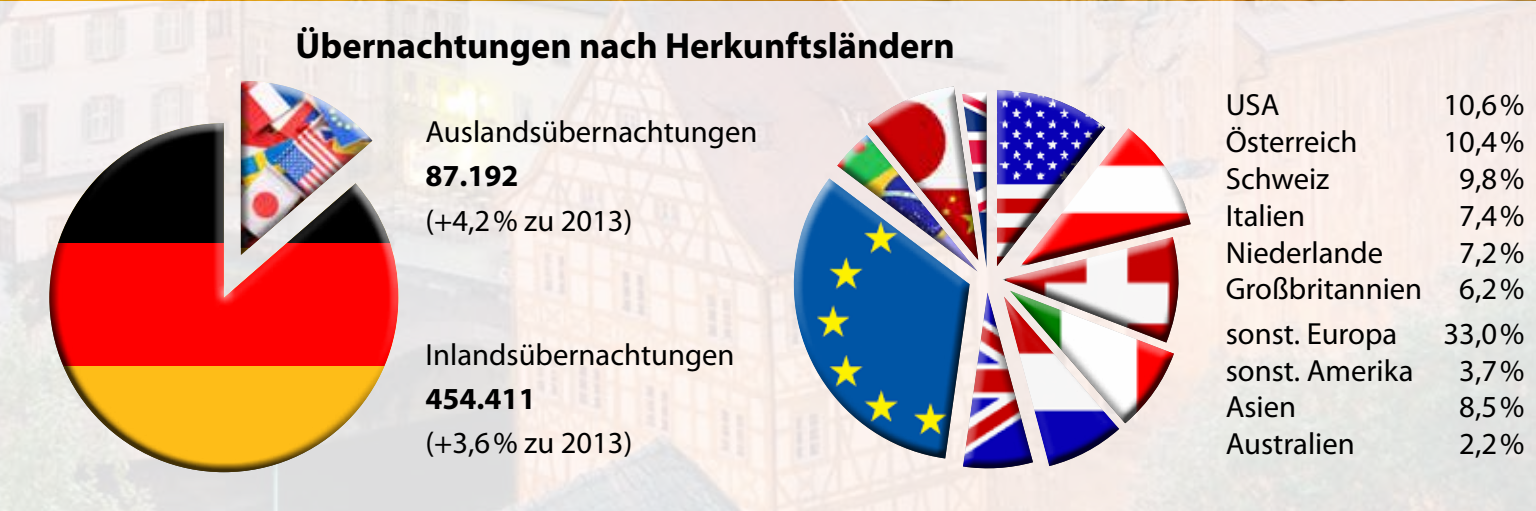 Übernachtungen nach Herkunftsländern
Auslandsübernachtungen
87.192
(+4,2% zu 2013)
Inlandsübernachtungen
454.411
(+3,6% zu 2013)
USA 10,6%
Österreich 10,4%
Schweiz 9,8%
Italien 7,4%
Niederlande 7,2%
Großbritannien 6,2%
sonst. Europa 33,0%
sonst. Amerika 3,7%
Asien 8,5%
Australien 2,2%